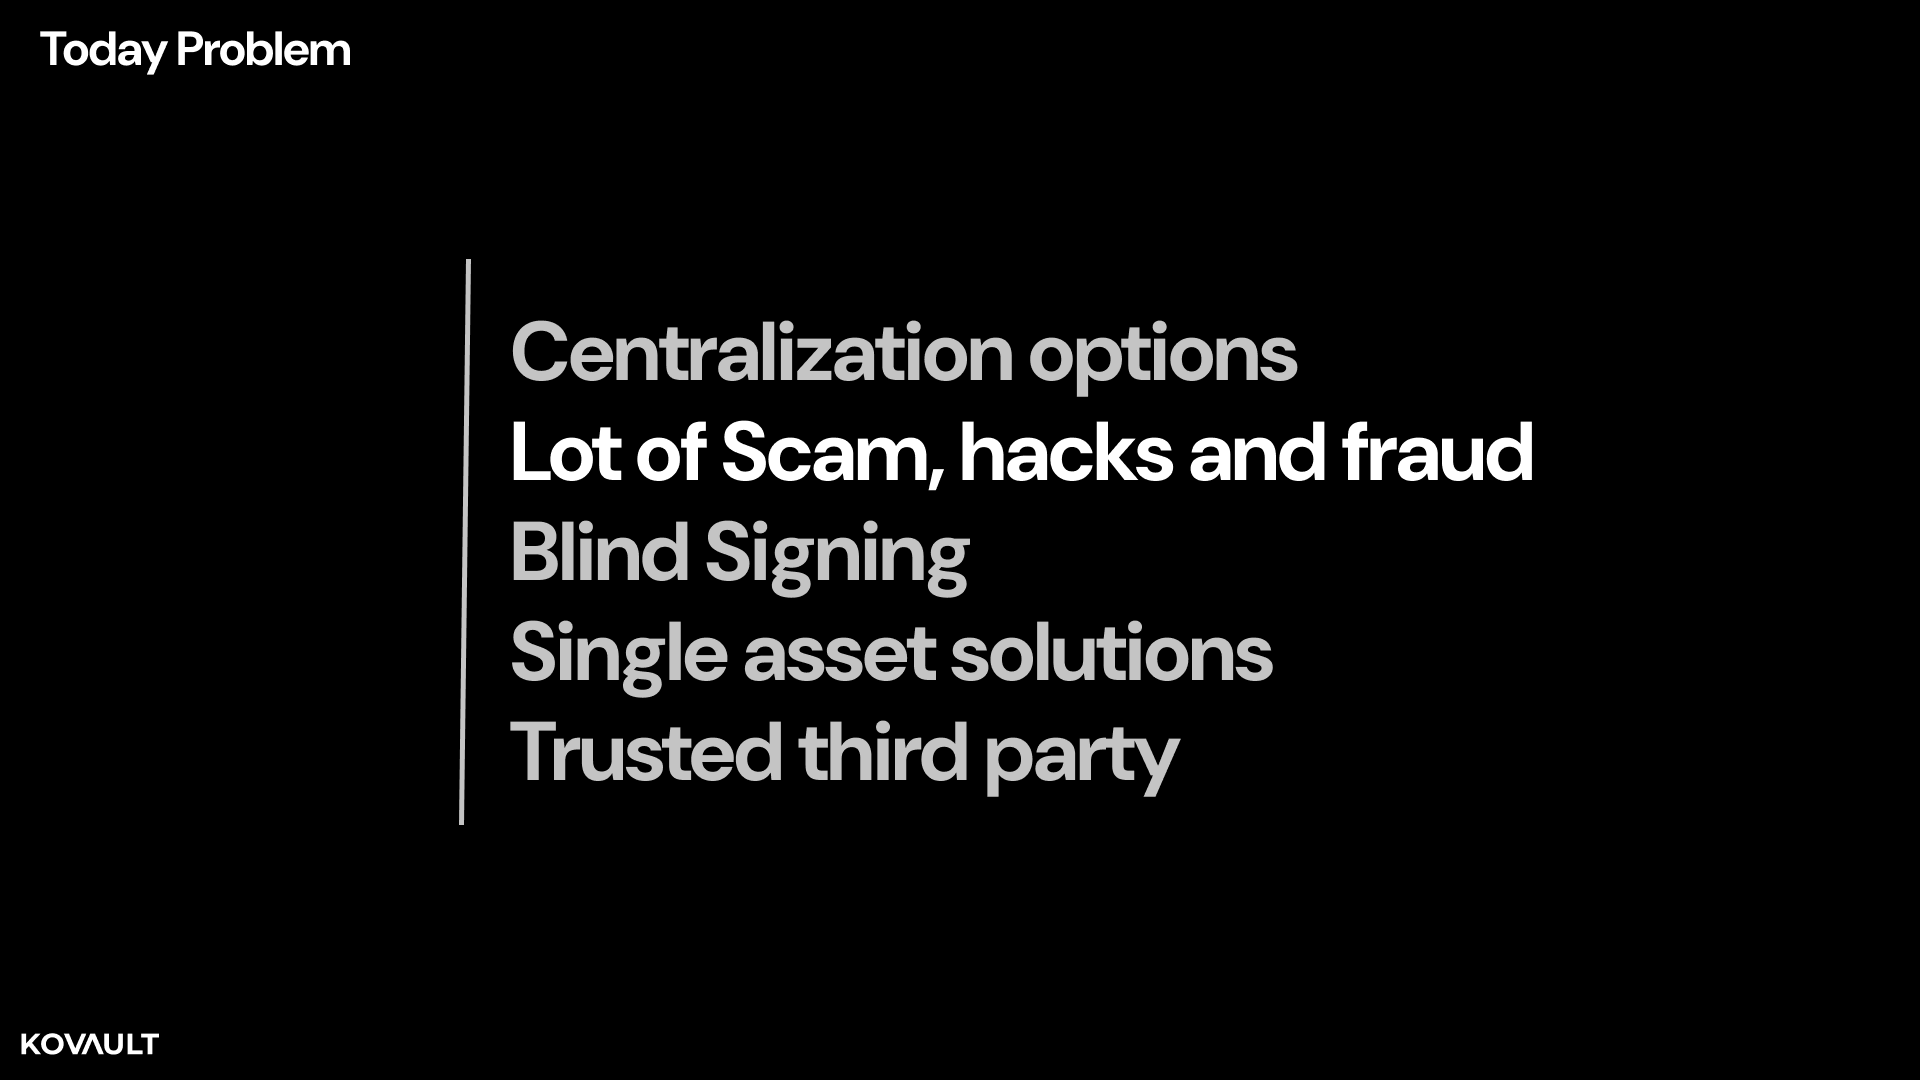 Today Problem
Centralization options
Lot of Scam, hacks and fraud
Blind Signing
Single asset solutions
Trusted third party
KOVAULT